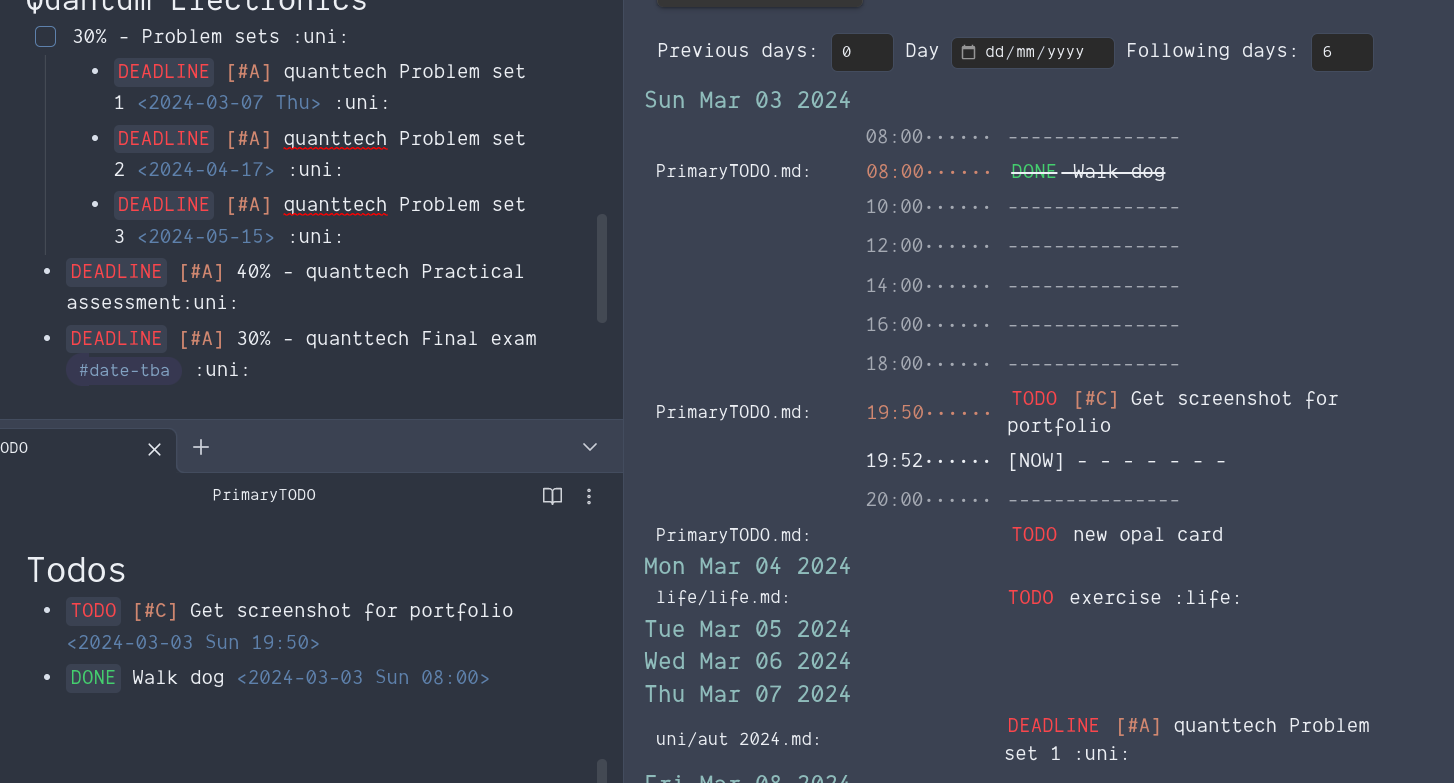 Quantum Electronics
30% - Problem sets :uni:
DEADLINE [#A] quanttech Problem set
1 <2024-03-07 Thu> :uni:
DEADLINE [#A] quanttech Problem set
2 <2024-04-17> :uni:
DEADLINE [#A] quanttech Problem set
3 <2024-05-15> :uni:
DEADLINE [#A] 40% - quanttech Practical
assessment:uni:
DEADLINE [#A] 30% - quanttech Final exam
#date-tba :uni:
ODO
PrimaryTODO
Todos
TODO [#C] Get screenshot for portfolio
<2024-03-03 Sun 19:50>
DONE Walk dog <2024-03-03 Sun 08:00>
Previous days: 0 Day dd/mm/yyyy Following days: 6
Sun Mar 03 2024
08:00...... ---------------
PrimaryTODO.md: 08:00...... DONE Walk dog
10:00...... ---------------
12:00...... ---------------
14:00...... ---------------
16:00...... ---------------
18:00...... ---------------
PrimaryTODO.md: 19:50...... TODO [#C] Get screenshot for
portfolio
19:52...... [NOW] - - - - - - -
20:00...... ---------------
PrimaryTODO.md: TODO new opal card
Mon Mar 04 2024
life/life.md: TODO exercise :life:
Tue Mar 05 2024
Wed Mar 06 2024
Thu Mar 07 2024
uni/aut 2024.md: DEADLINE [#A] quanttech Problem
set 1 :uni:
Fri Mar 08 2024